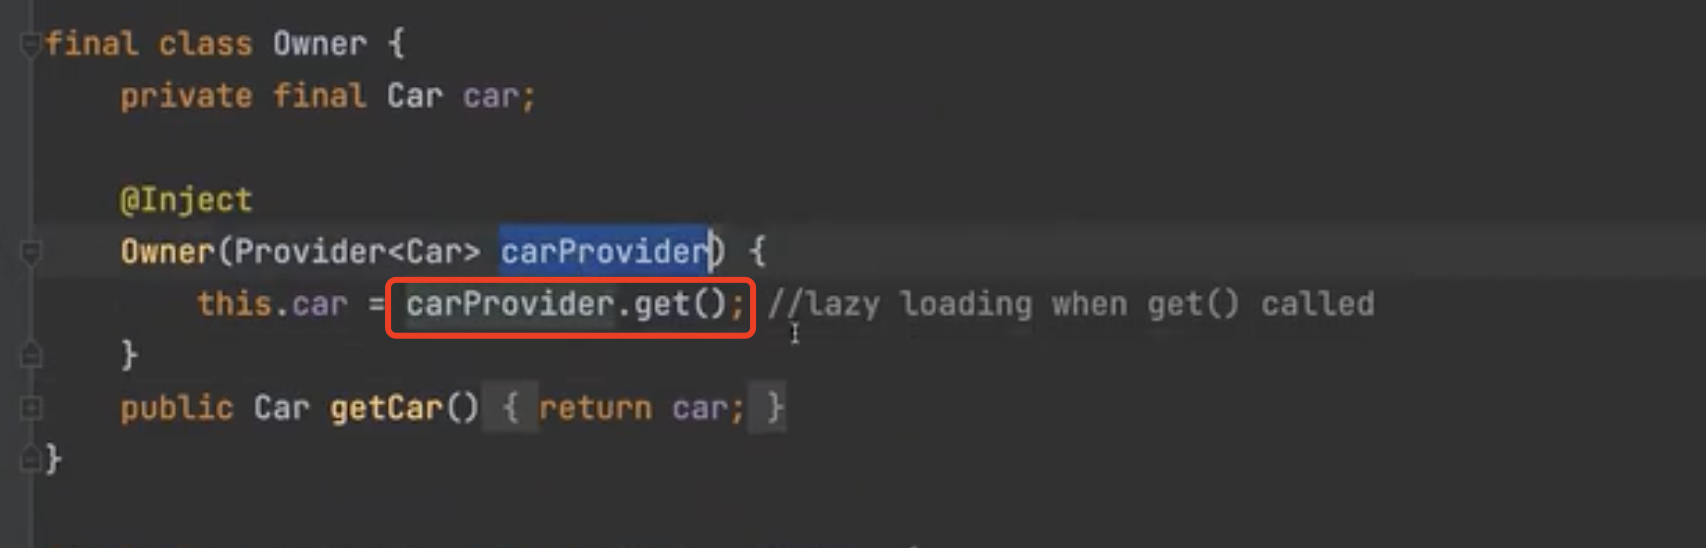 final class Owner {
private final Car car;
@Inject
Owner(Provider<Car> carProvider) {
this.car = carProvider.get(); //lazy loading when get() called
}
public Car getCar() { return car; }
}